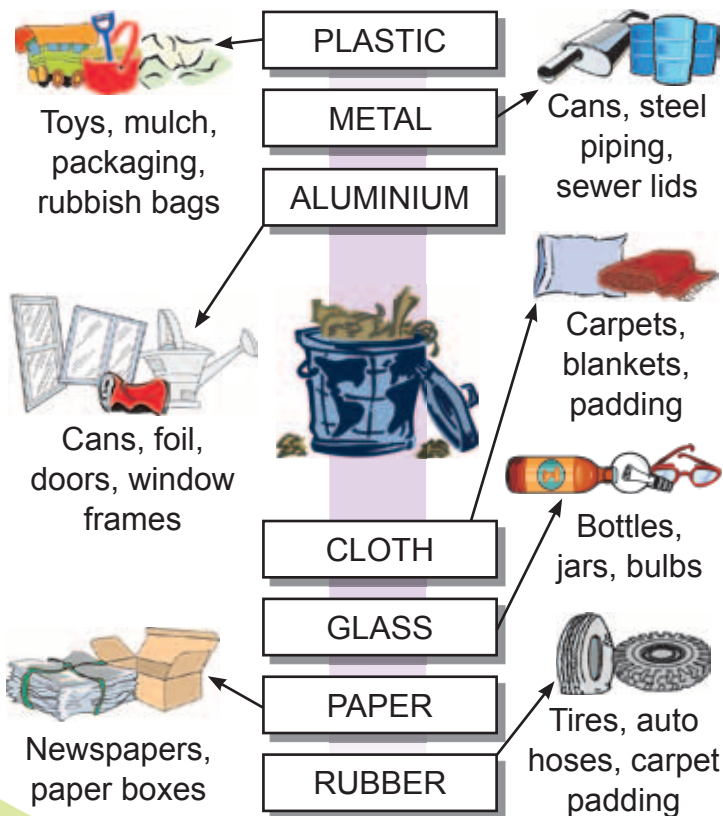 PLASTIC
Toys, mulch,
packaging,
rubbish bags
METAL
Cans, steel
piping,
sewer lids
ALUMINIUM
Cans, foil,
doors, window
frames
CLOTH
Carpets,
blankets,
padding
GLASS
Bottles,
jars, bulbs
PAPER
Newspapers,
paper boxes
RUBBER
Tires, auto
hoses, carpet
padding